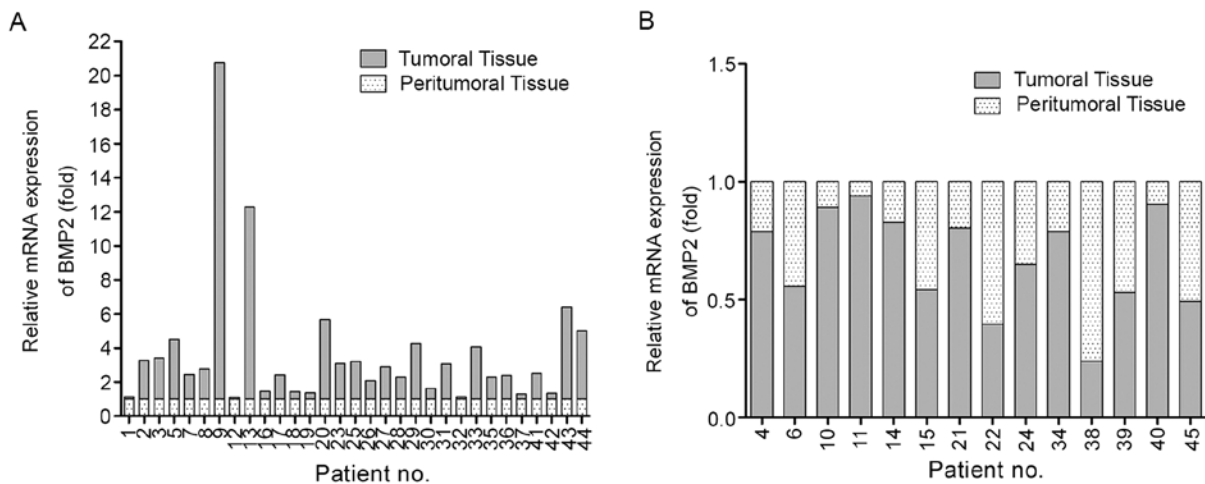 A
Relative mRNA expression
of BMP2 (fold)
22
20
18
16
14
12
10
8
6
4
2
0
Tumoral Tissue
Peritumoral Tissue
1 2 3 5 7 8 9 12 13 16 17 18 19 20 23 25 26 27 28 29 30 31 32 33 35 36 37 41 42 43 44
Patient no.
B
Relative mRNA expression
of BMP2 (fold)
1.5
1.0
0.5
0.0
Tumoral Tissue
Peritumoral Tissue
4 6 10 11 14 15 21 22 24 34 38 39 40 45
Patient no.